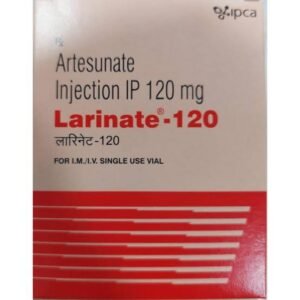 ipca
Rx
Artesunate
Injection IP 120 mg
Larinate®-120
लारिनेट-120
FOR I.M./I.V. SINGLE USE VIAL